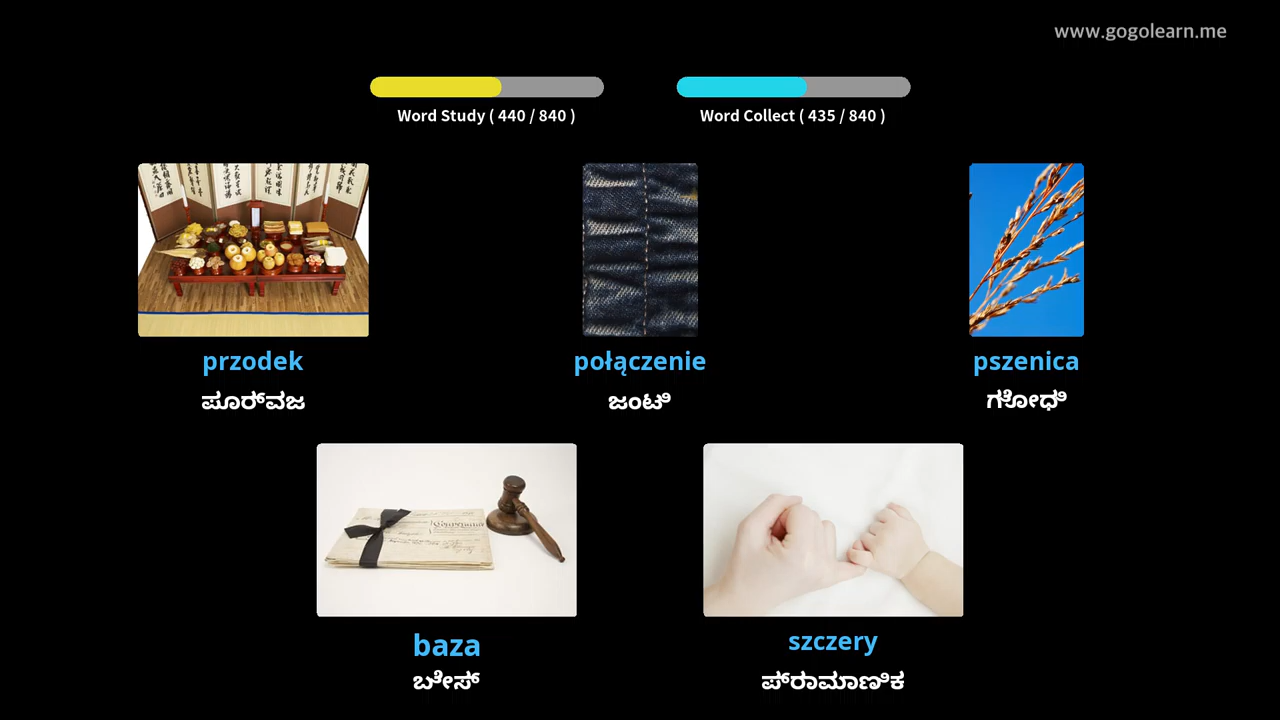 www.gogolearn.me
Word Study ( 440 / 840 )
Word Collect ( 435 / 840 )
przodek
ಪೂರ್ವಜ
połączenie
ಜಂಟಿ
pszenica
ಗೋಧಿ
baza
ಬೇಸ್
szczery
ಪ್ರಾಮಾಣಿಕ